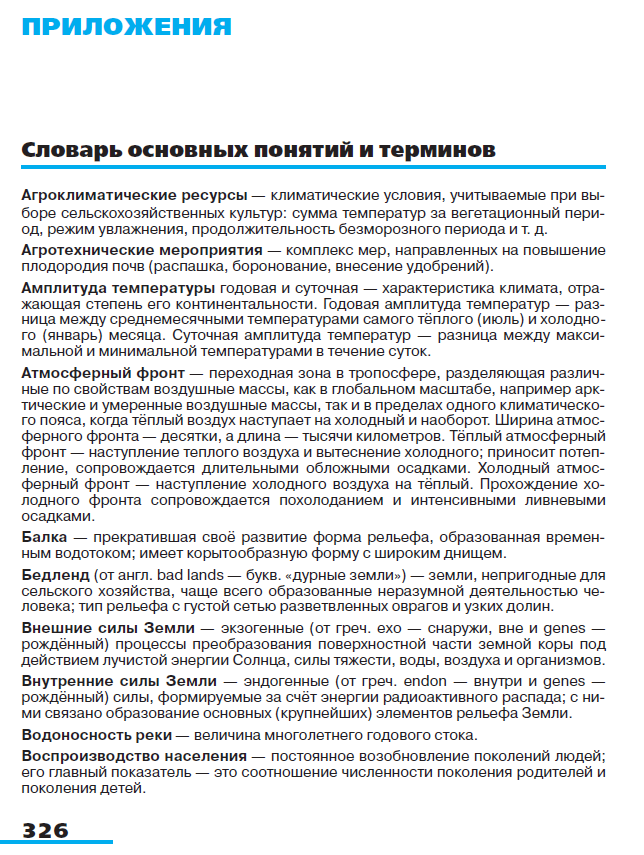 ПРИЛОЖЕНИЯ
Словарь основных понятий и терминов
Агроклиматические ресурсы — климатические условия, учитываемые при вы-
боре сельскохозяйственных культур: сумма температур за вегетационный пери-
од, режим увлажнения, продолжительность безморозного периода и т. д.
Агротехнические мероприятия — комплекс мер, направленных на повышение
плодородия почв (распашка, боронование, внесение удобрений).
Амплитуда температуры годовая и суточная — характеристика климата, отра-
жающая степень его континентальности. Годовая амплитуда температур — раз-
ница между среднемесячными температурами самого тёплого (июль) и холодно-
го (январь) месяца. Суточная амплитуда температур — разница между макси-
мальной и минимальной температурами в течение суток.
Атмосферный фронт — переходная зона в тропосфере, разделяющая различ-
ные по свойствам воздушные массы, как в глобальном масштабе, например арк-
тические и умеренные воздушные массы, так и в пределах одного климатическо-
го пояса, когда тёплый воздух наступает на холодный и наоборот. Ширина атмос-
ферного фронта — десятки, а длина — тысячи километров. Тёплый атмосферный
фронт — наступление теплого воздуха и вытеснение холодного; приносит потеп-
ление, сопровождается длительными обложными осадками. Холодный атмос-
ферный фронт — наступление холодного воздуха на тёплый. Прохождение хо-
лодного фронта сопровождается похолоданием и интенсивными ливневыми
осадками.
Балка — прекратившая своё развитие форма рельефа, образованная времен-
ным водотоком; имеет корытообразную форму с широким днищем.
Бедленд (от англ. bad lands — букв. «дурные земли») — земли, непригодные для
сельского хозяйства, чаще всего образованные неразумной деятельностью че-
ловека; тип рельефа с густой сетью разветвленных оврагов и узких долин.
Внешние силы Земли — экзогенные (от греч. ехо — снаружи, вне и genes —
рождённый) процессы преобразования поверхностной части земной коры под
действием лучистой энергии Солнца, силы тяжести, воды, воздуха и организмов.
Внутренние силы Земли — эндогенные (от греч. endon — внутри и genes —
рождённый) силы, формируемые за счёт энергии радиоактивного распада; с ни-
ми связано образование основных (крупнейших) элементов рельефа Земли.
Водоносность реки — величина многолетнего годового стока.
Воспроизводство населения — постоянное возобновление поколений людей;
его главный показатель — это соотношение численности поколения родителей и
поколения детей.
326